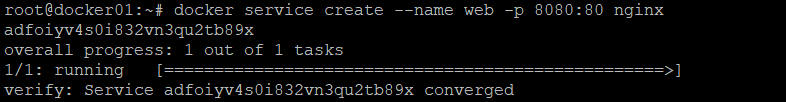 root@docker01:~# docker service create --name web -p 8080:80 nginx
adfoiyv4s0i832vn3qu2tb89x
overall progress: 1 out of 1 tasks
1/1: running   [==================================================>]
verify: Service adfoiyv4s0i832vn3qu2tb89x converged